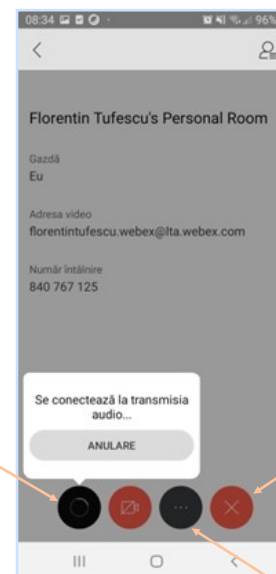 08:34
96%
Florentin Tufescu's Personal Room
Gazdă
Eu
Adresa video
florentintufescu.webex@lta.webex.com
Număr întâlnire
840 767 125
Se conectează la transmisia
audio...
ANULARE